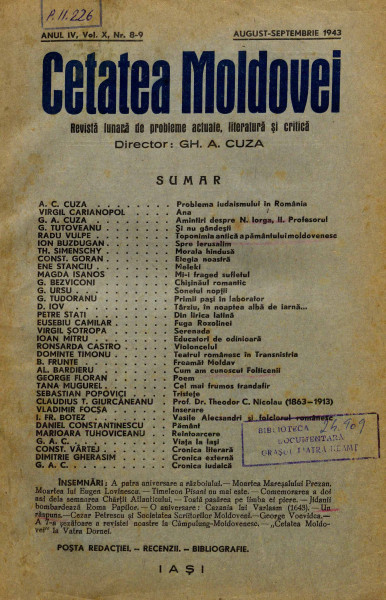 P.II.226
ANUL IV, Vol. X, Nr. 8-9 AUGUST-SEPTEMBRIE 1943
Cetatea Moldovei
Revistă lunară de probleme actuale, literatură și critică
Director: GH. A. CUZA
SUMAR
A. C. CUZA . . . . . . . . Problema iudaismului în România
VIRGIL CARIANOPOL . . . . Ana
G. A. CUZA . . . . . . . . Amintiri despre N. Iorga, II. Profesorul
G. TUTOVEANU . . . . . . . Și nu gândești
RADU VULPE . . . . . . . . Toponimia antică a pământului moldovenesc
ION BUZDUGAN . . . . . . . Spre Ierusalim
TH. SIMENSCHY . . . . . . Morala hindusă
CONST. GORAN . . . . . . . Elegia noastră
ENE STANCIU . . . . . . . Meleki
MAGDA ISANOS . . . . . . . Mi-i fraged sufletul
G. BEZVICONI . . . . . . . Chișinăul romantic
G. URSU . . . . . . . . . Sonetul nopții
G. TUDORANU . . . . . . . Primii pași în laborator
D. IOV . . . . . . . . . . Târziu, în noaptea albă de iarnă...
PETRE STATI . . . . . . . Din lirica latină
EUSEBIU CAMILAR . . . . . Fuga Rozolinei
VIRGIL ȘOTROPA . . . . . . Serenada
IOAN MITRU . . . . . . . . Educatori de odinioară
RONSARDA CASTRO . . . . . Violoncelul
DOMINTE TIMONU . . . . . . Teatrul românesc în Transnistria
B. FRUNTE . . . . . . . . Freamăt Moldav
AL. BARDIERU . . . . . . . Cum am cunoscut Folticenii
GEORGE FLORAN . . . . . . Poem
TANA MUGUREL . . . . . . . Cel mai frumos trandafir
SEBASTIAN POPOVICI . . . . Tristețe
CLAUDIUS T. GIURCĂNEANU . Prof. Dr. Theodor C. Nicolau (1863–1913)
VLADIMIR FOCȘA . . . . . . Inserare
I. FR. BOTEZ . . . . . . . Vasile Alecsandri și folclorul românesc
DANIEL CONSTANTINESCU . . Pământ
MARIOARA TUHOVICEANU . . . Reîntoarcere
G. A. C. . . . . . . . . . Viața la Iași
CONST. VÂRTEJ . . . . . . Cronica literară
DIMITRIE GHERASIM . . . . Cronica externă
G. A. C. . . . . . . . . . Cronica iudaică
BIBLIOTECA
DOCUMENTARA
ORAȘUL PIATRA NEAMȚ
ÎNSEMNĂRI: A patra aniversare a războiului. — Moartea Mareșalului Prezan.
Moartea lui Eugen Lovinescu. — Timeleon Pisani nu mai este. — Comemorarea a doi
ani dela semnarea Chărții Atlanticului. — Toată pasărea pe limba ei piere. — Jidanii
bombardează Roma Papilor. — O aniversare: Cazania lui Varlaam (1643). — Un
răspuns. — Cezar Petrescu și Societatea Scriitorilor Moldoveni. — George Voevidca. —
A 7-a șezătoare a revistei noastre la Câmpulung-Moldovenesc. — „Cetatea Moldo-
vei" la Vatra Dornei.
POȘTA REDACȚIEI. — RECENZII. — BIBLIOGRAFIE.
IAȘI